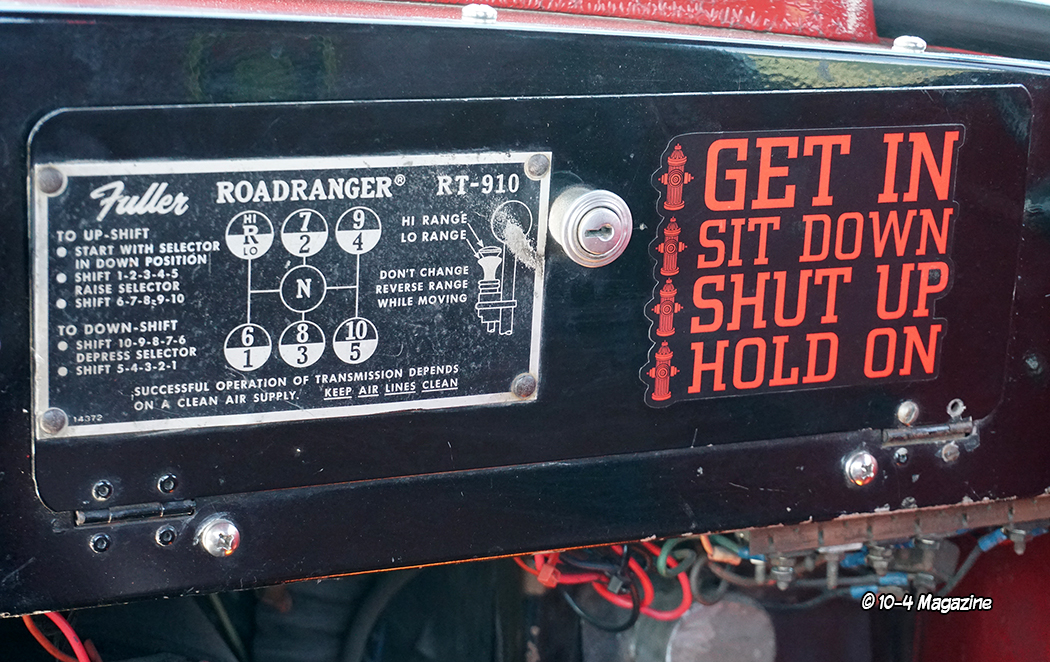 Fuller ROADRANGER® RT-910
TO UP-SHIFT
● START WITH SELECTOR
IN DOWN POSITION
● SHIFT 1-2-3-4-5
RAISE SELECTOR
● SHIFT 6-7-8-9-10
TO DOWN-SHIFT
● SHIFT 10-9-8-7-6
DEPRESS SELECTOR
● SHIFT 5-4-3-2-1
HI
R
LO
7
2
9
4
N
6
1
8
3
10
5
HI RANGE
LO RANGE
DON'T CHANGE
REVERSE RANGE
WHILE MOVING
SUCCESSFUL OPERATION OF TRANSMISSION DEPENDS
ON A CLEAN AIR SUPPLY. KEEP AIR LINES CLEAN
14372
GET IN
SIT DOWN
SHUT UP
HOLD ON
© 10-4 Magazine